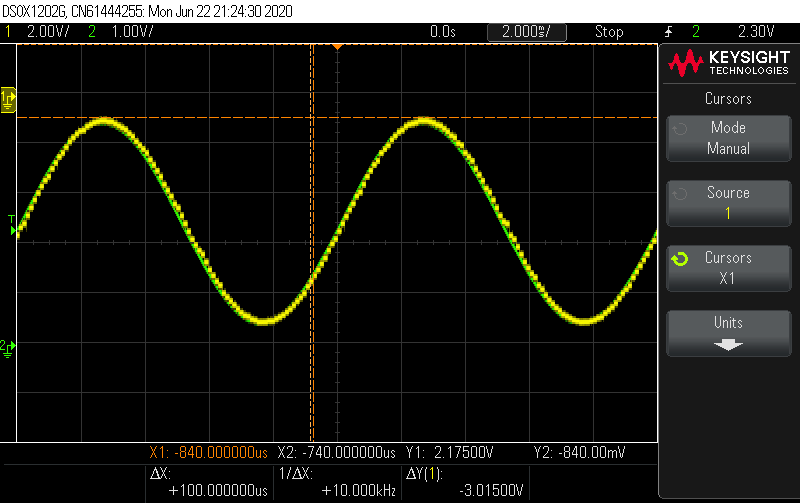 DSOX1202G, CN61444255: Mon Jun 22 21:24:30 2020
1 2.00V/ 2 1.00V/ 0.0s 2.000ms/ Stop 2 2.30V
KEYSIGHT
TECHNOLOGIES
Cursors
Mode
Manual
Source
1
Cursors
X1
Units
1
T
2
X1: -840.000000us X2: -740.000000us Y1: 2.17500V Y2: -840.00mV
ΔX: 1/ΔX: ΔY(1):
+100.000000us +10.000kHz -3.01500V